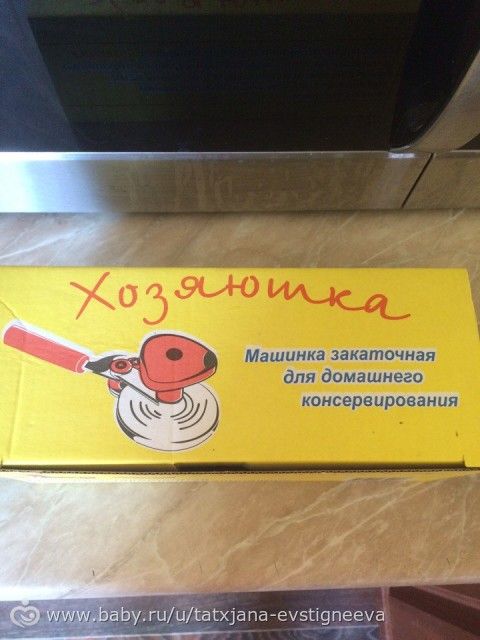 Хозяюшка
Машинка закаточная
для домашнего
консервирования
www.baby.ru/u/tatxjana-evstigneeva